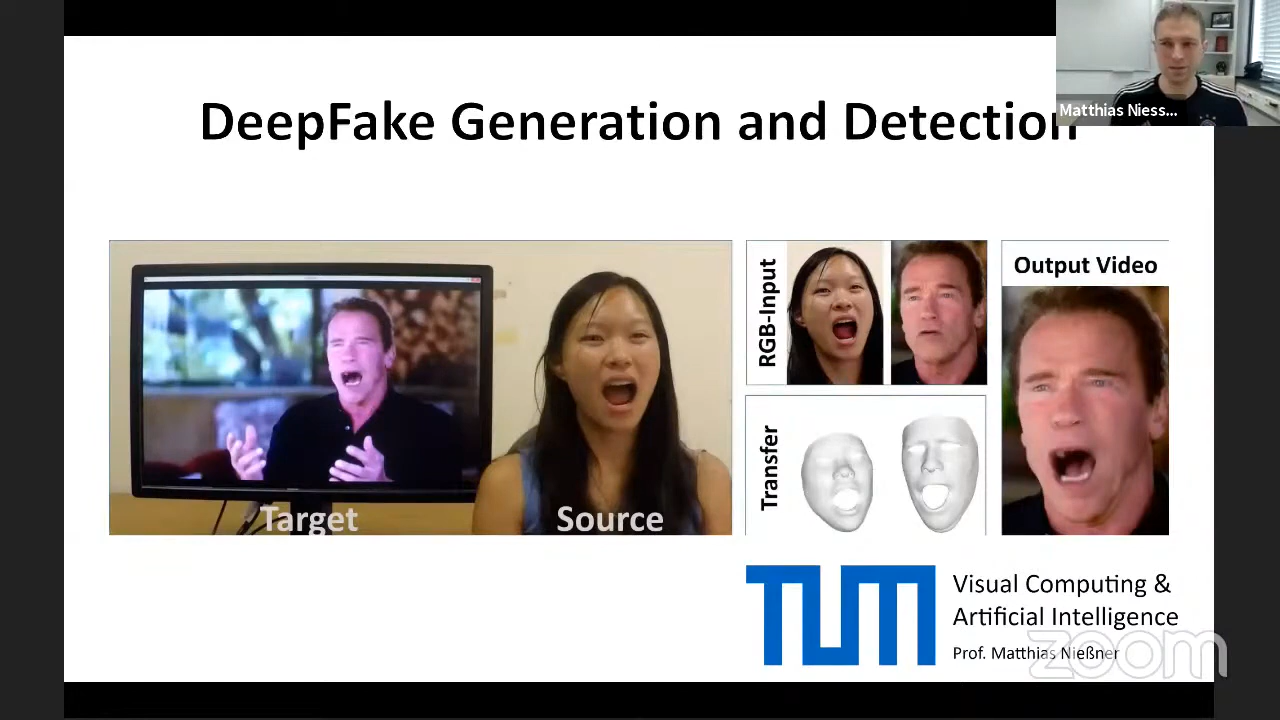 DeepFake Generation and Detection
Matthias Niess...
Target
Source
RGB-Input
Transfer
Output Video
TUM
Visual Computing &
Artificial Intelligence
Prof. Matthias Nießner
zoom